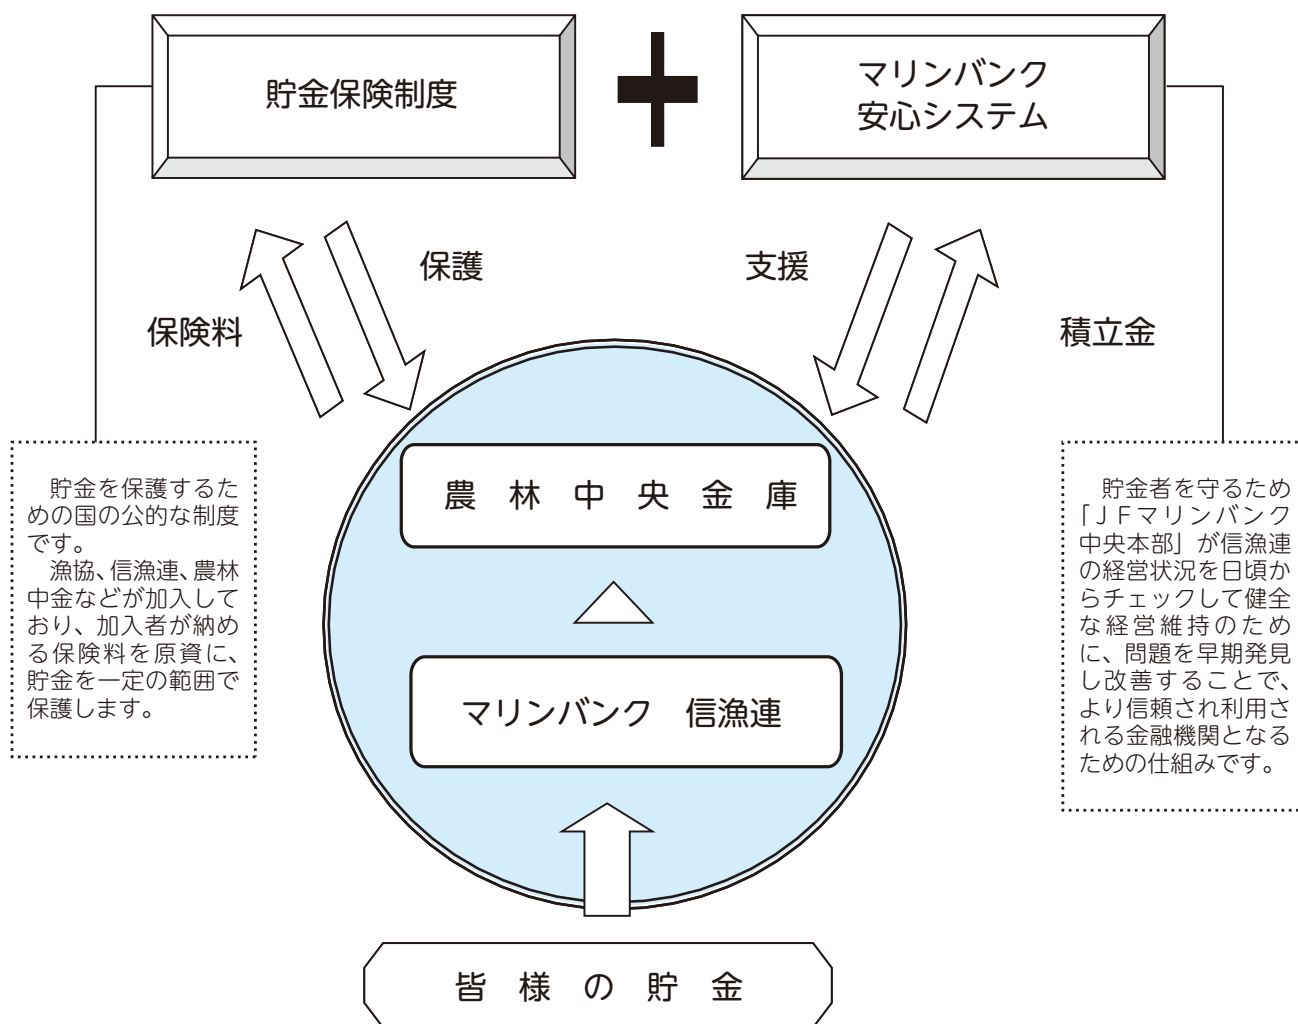 貯金保険制度
マリンバンク
安心システム
保護
支援
保険料
積立金
農林中央金庫
マリンバンク 信漁連
皆様の貯金
貯金を保護するた
めの国の公的な制度
です。
漁協、信漁連、農林
中金などが加入して
おり、加入者が納め
る保険料を原資に、
貯金を一定の範囲で
保護します。
貯金者を守るため
「ＪＦマリンバンク
中央本部」が信漁連
の経営状況を日頃か
らチェックして健全
な経営維持のため
に、問題を早期発見
し改善することで、
より信頼され利用さ
れる金融機関となる
ための仕組みです。